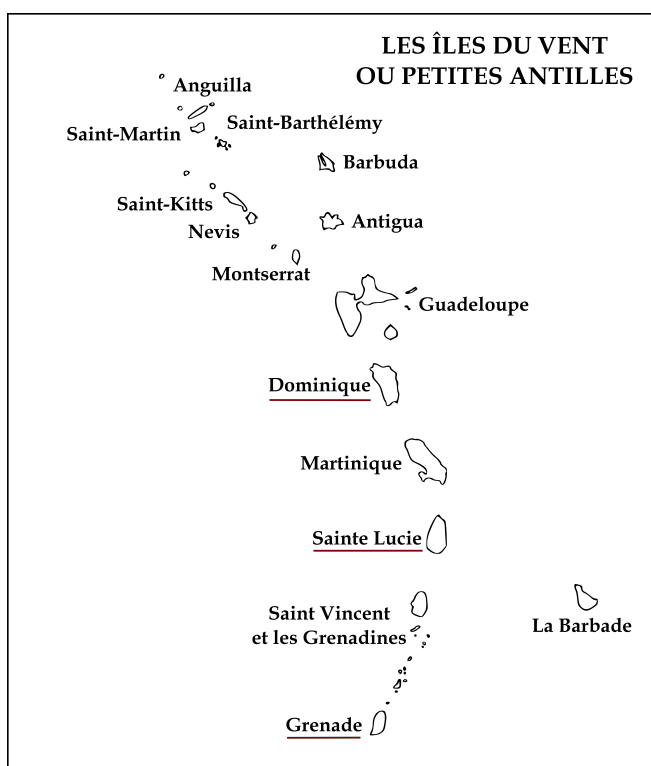 LES ÎLES DU VENT
OU PETITES ANTILLES
Anguilla
Saint-Martin
Saint-Barthélémy
Barbuda
Saint-Kitts
Nevis
Antigua
Montserrat
Guadeloupe
Dominique
Martinique
Sainte Lucie
Saint Vincent
et les Grenadines
La Barbade
Grenade